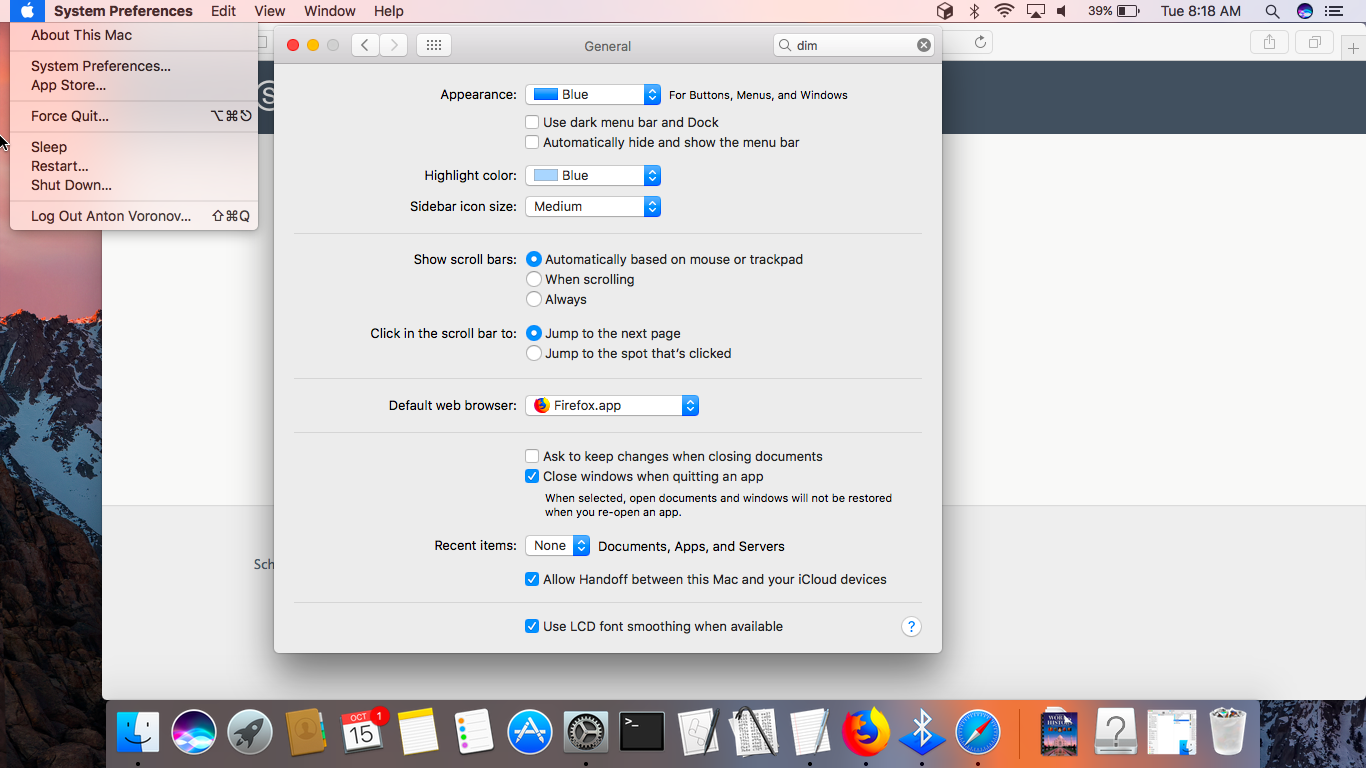 System Preferences Edit View Window Help 39% Tue 8:18 AM
About This Mac
System Preferences...
App Store...
Force Quit... ⌥⌘⎋
Sleep
Restart...
Shut Down...
Log Out Anton Voronov... ⇧⌘Q
General
dim
Appearance: Blue For Buttons, Menus, and Windows
Use dark menu bar and Dock
Automatically hide and show the menu bar
Highlight color: Blue
Sidebar icon size: Medium
Show scroll bars: Automatically based on mouse or trackpad
When scrolling
Always
Click in the scroll bar to: Jump to the next page
Jump to the spot that's clicked
Default web browser: Firefox.app
Ask to keep changes when closing documents
Close windows when quitting an app
When selected, open documents and windows will not be restored
when you re-open an app.
Recent items: None Documents, Apps, and Servers
Allow Handoff between this Mac and your iCloud devices
Use LCD font smoothing when available
?
S
Sch
OCT 1
15
>_
?